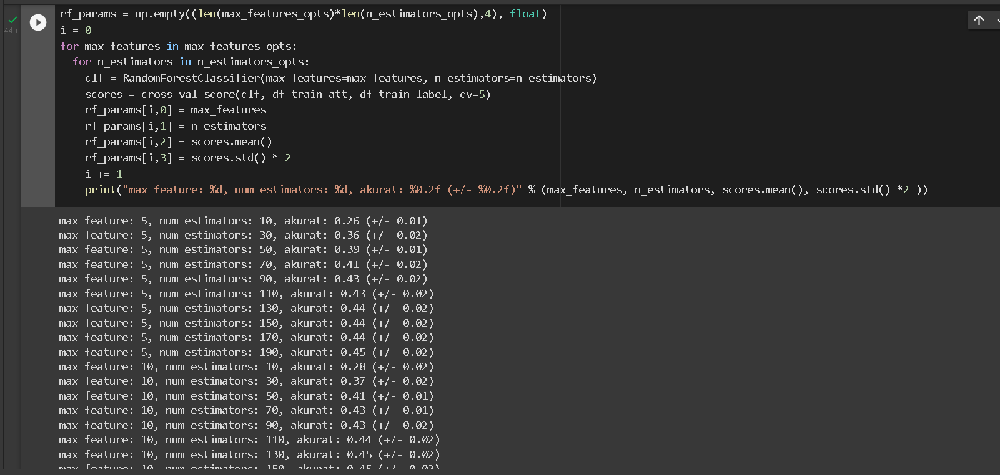 rf_params = np.empty((len(max_features_opts)*len(n_estimators_opts),4), float)
i = 0
for max_features in max_features_opts:
  for n_estimators in n_estimators_opts:
    clf = RandomForestClassifier(max_features=max_features, n_estimators=n_estimators)
    scores = cross_val_score(clf, df_train_att, df_train_label, cv=5)
    rf_params[i,0] = max_features
    rf_params[i,1] = n_estimators
    rf_params[i,2] = scores.mean()
    rf_params[i,3] = scores.std() * 2
    i += 1
    print("max feature: %d, num estimators: %d, akurat: %0.2f (+/- %0.2f)" % (max_features, n_estimators, scores.mean(), scores.std() *2 ))
44m
max feature: 5, num estimators: 10, akurat: 0.26 (+/- 0.01)
max feature: 5, num estimators: 30, akurat: 0.36 (+/- 0.02)
max feature: 5, num estimators: 50, akurat: 0.39 (+/- 0.01)
max feature: 5, num estimators: 70, akurat: 0.41 (+/- 0.02)
max feature: 5, num estimators: 90, akurat: 0.43 (+/- 0.02)
max feature: 5, num estimators: 110, akurat: 0.43 (+/- 0.02)
max feature: 5, num estimators: 130, akurat: 0.44 (+/- 0.02)
max feature: 5, num estimators: 150, akurat: 0.44 (+/- 0.02)
max feature: 5, num estimators: 170, akurat: 0.44 (+/- 0.02)
max feature: 5, num estimators: 190, akurat: 0.45 (+/- 0.02)
max feature: 10, num estimators: 10, akurat: 0.28 (+/- 0.02)
max feature: 10, num estimators: 30, akurat: 0.37 (+/- 0.02)
max feature: 10, num estimators: 50, akurat: 0.41 (+/- 0.01)
max feature: 10, num estimators: 70, akurat: 0.43 (+/- 0.01)
max feature: 10, num estimators: 90, akurat: 0.43 (+/- 0.02)
max feature: 10, num estimators: 110, akurat: 0.44 (+/- 0.02)
max feature: 10, num estimators: 130, akurat: 0.45 (+/- 0.02)
max feature: 10, num estimators: 150, akurat: 0.45 (+/- 0.02)